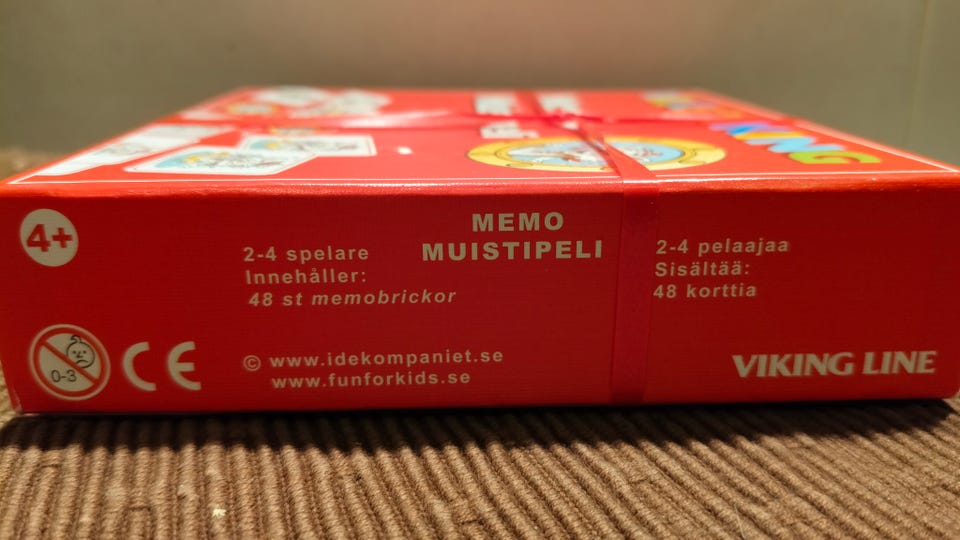 4+
2-4 spelare
Innehåller:
48 st memobrickor
MEMO
MUISTIPELI
2-4 pelaajaa
Sisältää:
48 korttia
0-3
CE
© www.idekompaniet.se
www.funforkids.se
VIKING LINE